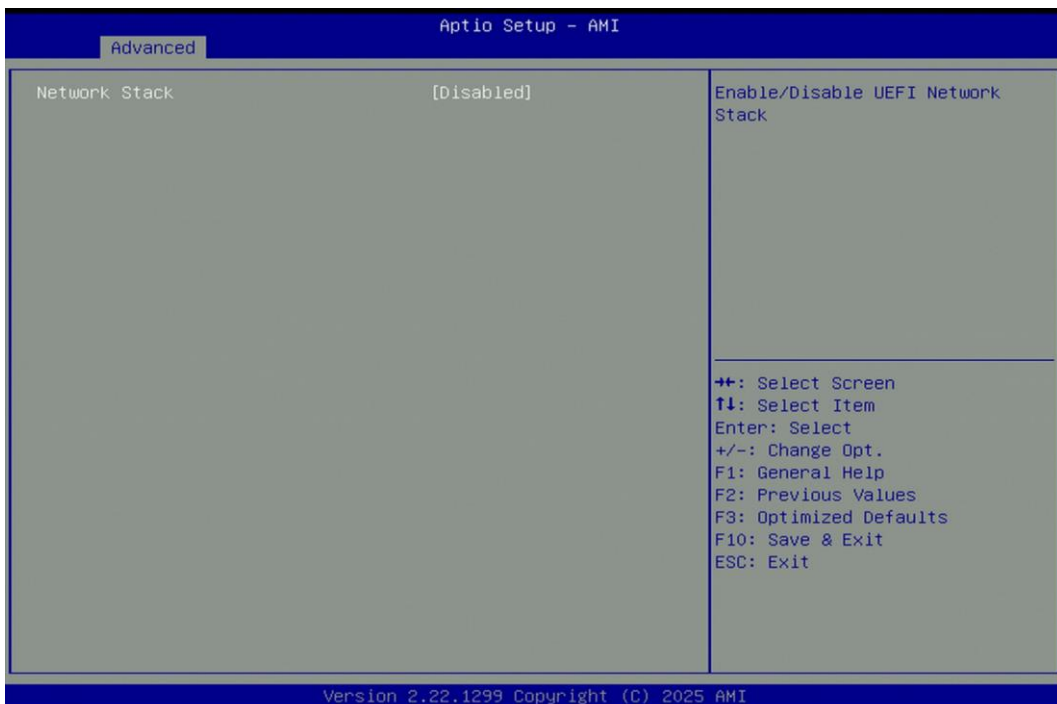 Aptio Setup - AMI
Advanced
Network Stack [Disabled]
Enable/Disable UEFI Network
Stack
→←: Select Screen
↑↓: Select Item
Enter: Select
+/-: Change Opt.
F1: General Help
F2: Previous Values
F3: Optimized Defaults
F10: Save & Exit
ESC: Exit
Version 2.22.1299 Copyright (C) 2025 AMI